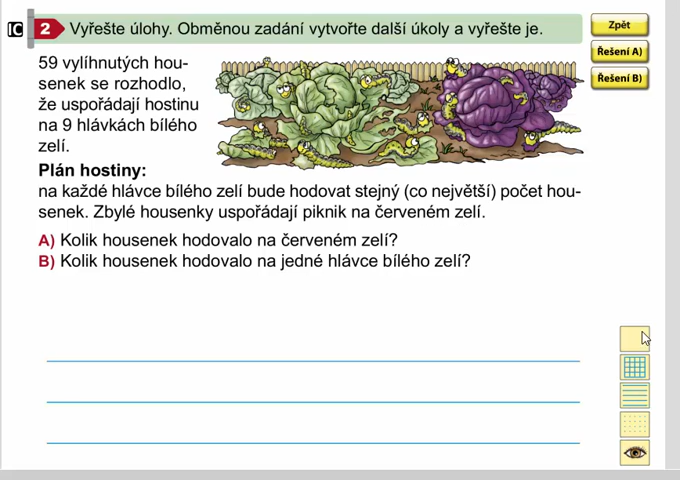 2 Vyřešte úlohy. Obměnou zadání vytvořte další úkoly a vyřešte je.
Zpět
Řešení A)
Řešení B)
59 vylíhnutých hou-
senek se rozhodlo,
že uspořádají hostinu
na 9 hlávkách bílého
zelí.
Plán hostiny:
na každé hlávce bílého zelí bude hodovat stejný (co největší) počet hou-
senek. Zbylé housenky uspořádají piknik na červeném zelí.
A) Kolik housenek hodovalo na červeném zelí?
B) Kolik housenek hodovalo na jedné hlávce bílého zelí?